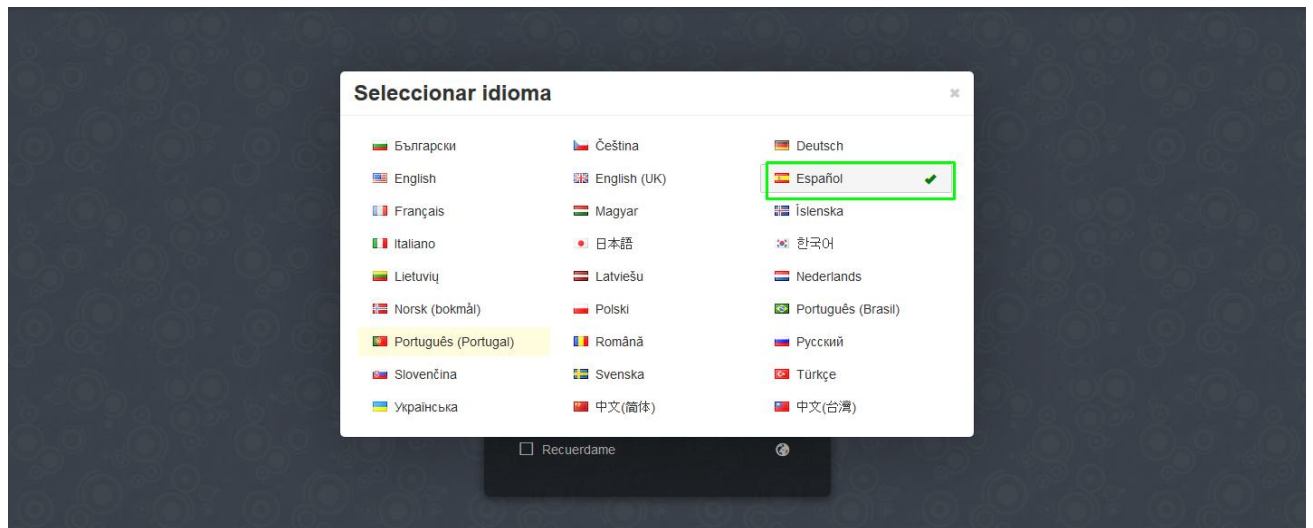 Seleccionar idioma ×
Български Čeština Deutsch
English English (UK) Español
Français Magyar Íslenska
Italiano 日本語 한국어
Lietuvių Latviešu Nederlands
Norsk (bokmål) Polski Português (Brasil)
Português (Portugal) Română Русский
Slovenčina Svenska Türkçe
Українська 中文(简体) 中文(台灣)
Recuerdame